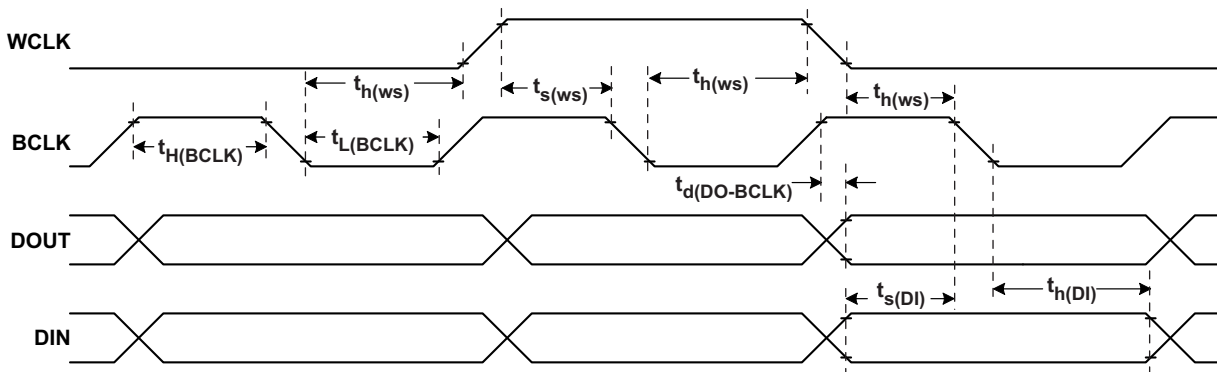 WCLK
t_h(ws)
t_s(ws)
t_h(ws)
t_h(ws)
BCLK
t_H(BCLK)
t_L(BCLK)
t_d(DO-BCLK)
DOUT
t_s(DI)
t_h(DI)
DIN